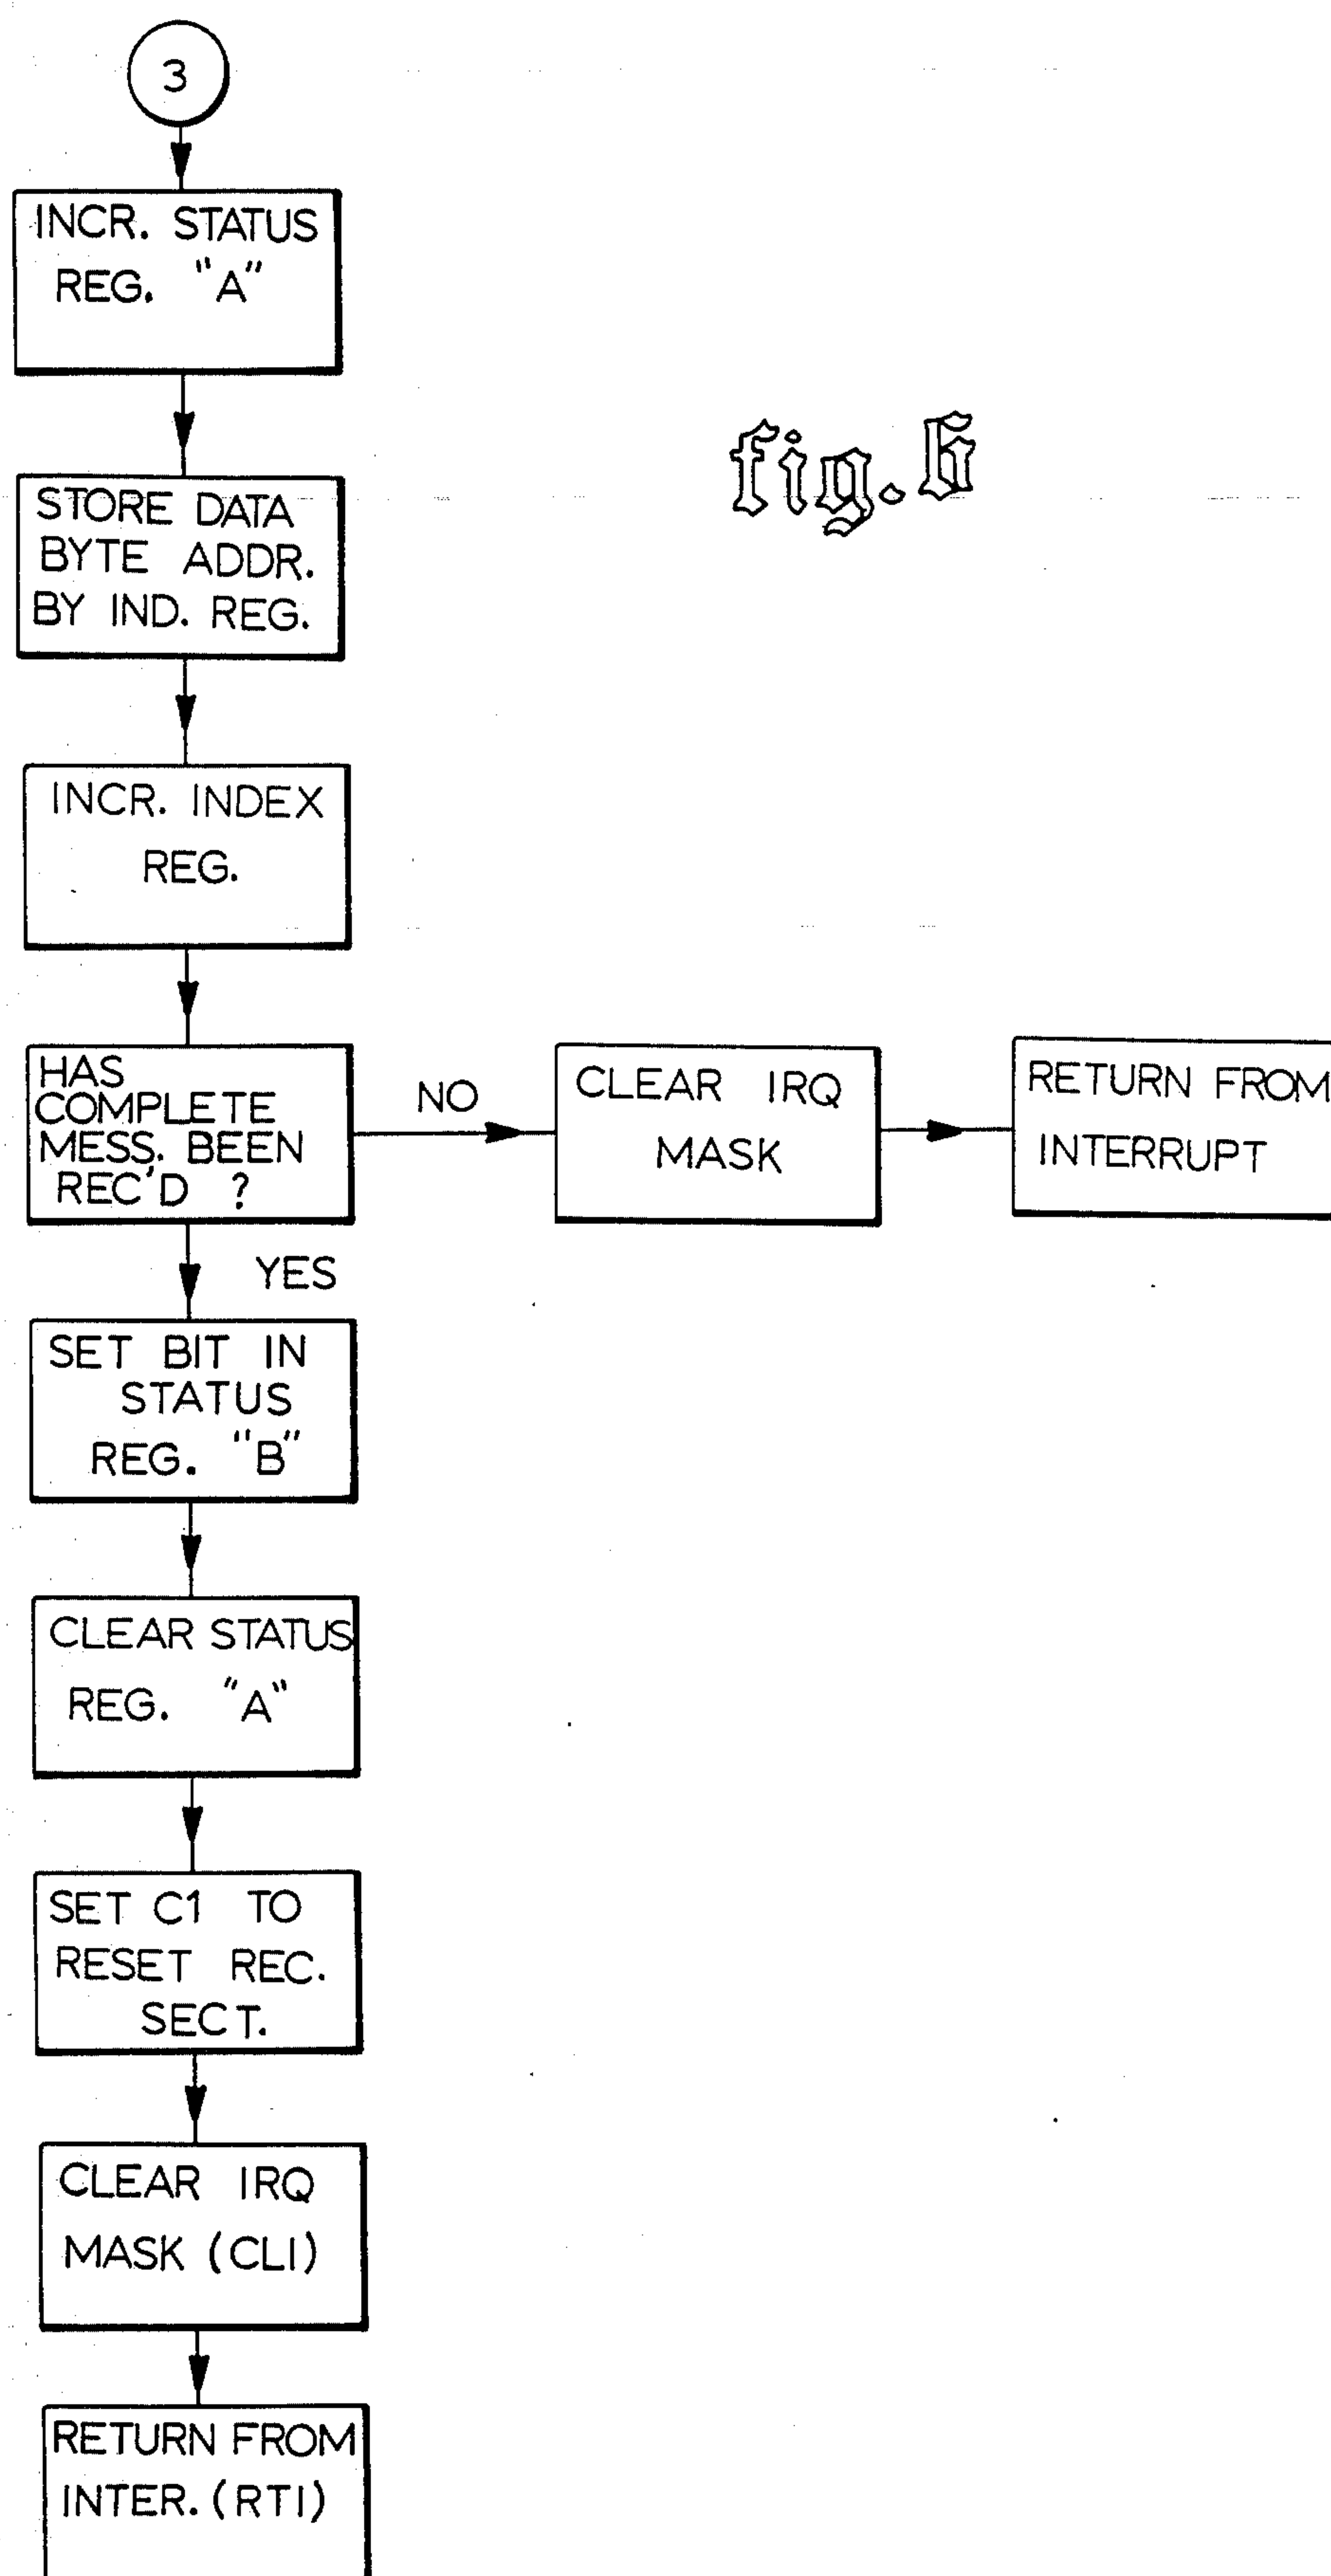 3
INCR. STATUS
REG. "A"
STORE DATA
BYTE ADDR.
BY IND. REG.
fig.
INCR. INDEX
REG.
HAS
COMPLETE
MESS. BEEN
REC'D ?
NO
CLEAR IRQ
MASK
RETURN FROM
INTERRUPT
YES
SET BIT IN
STATUS
REG. "B"
CLEAR STATUS
REG. "A"
SET C1 TO
RESET REC.
SECT.
CLEAR IRQ
MASK (CLI)
RETURN FROM
INTER. (RTI)